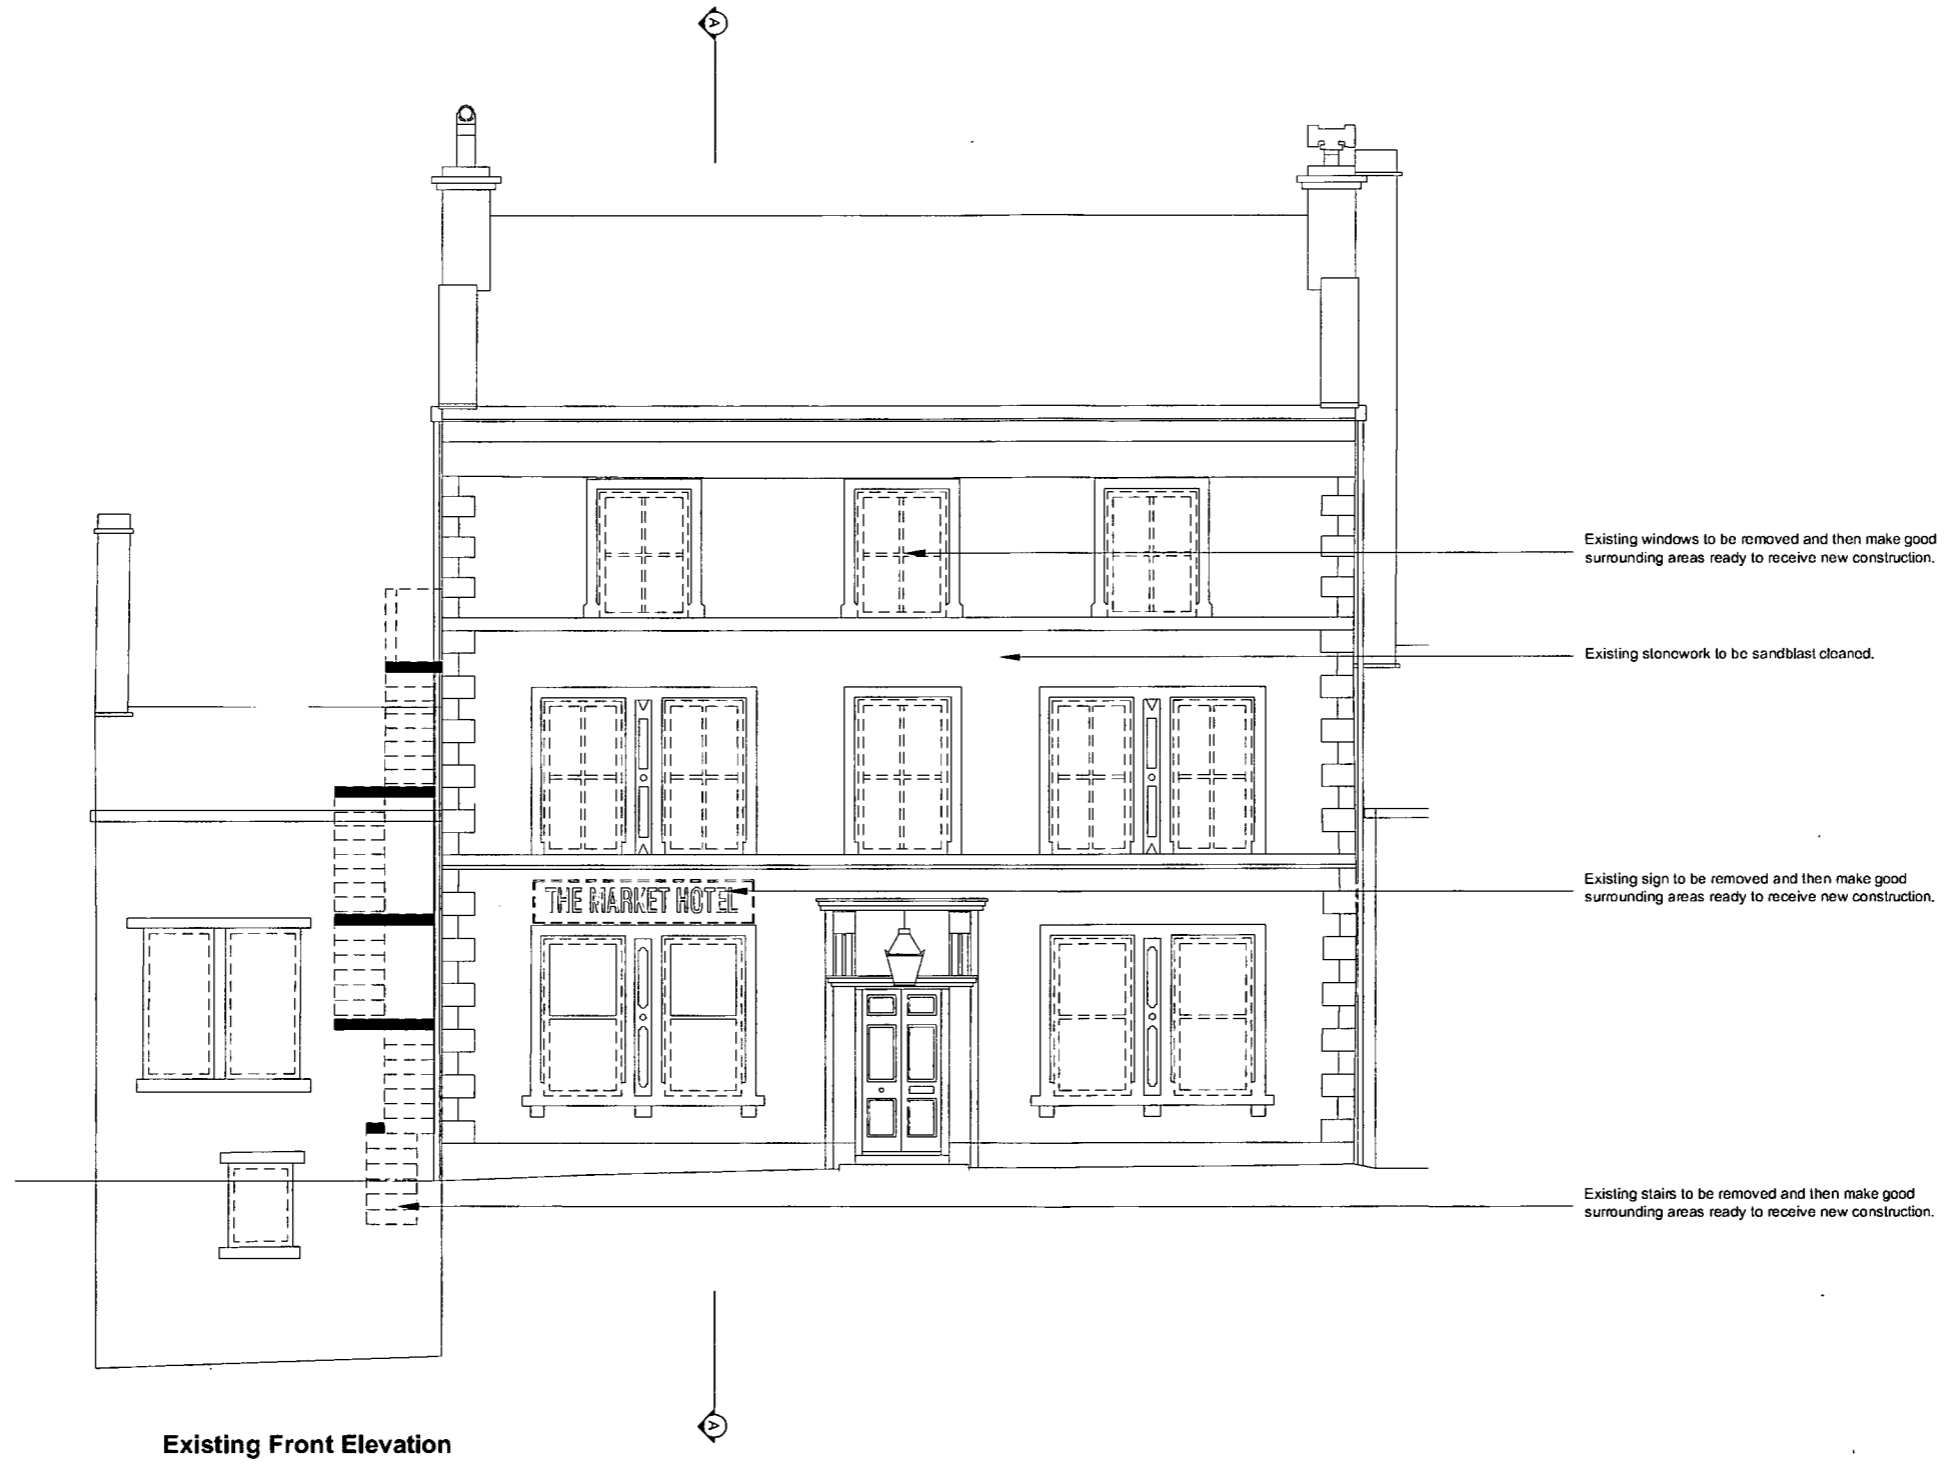 A
Existing windows to be removed and then make good
surrounding areas ready to receive new construction.
Existing stonework to be sandblast cleaned.
THE MARKET HOTEL
Existing sign to be removed and then make good
surrounding areas ready to receive new construction.
Existing stairs to be removed and then make good
surrounding areas ready to receive new construction.
A
Existing Front Elevation